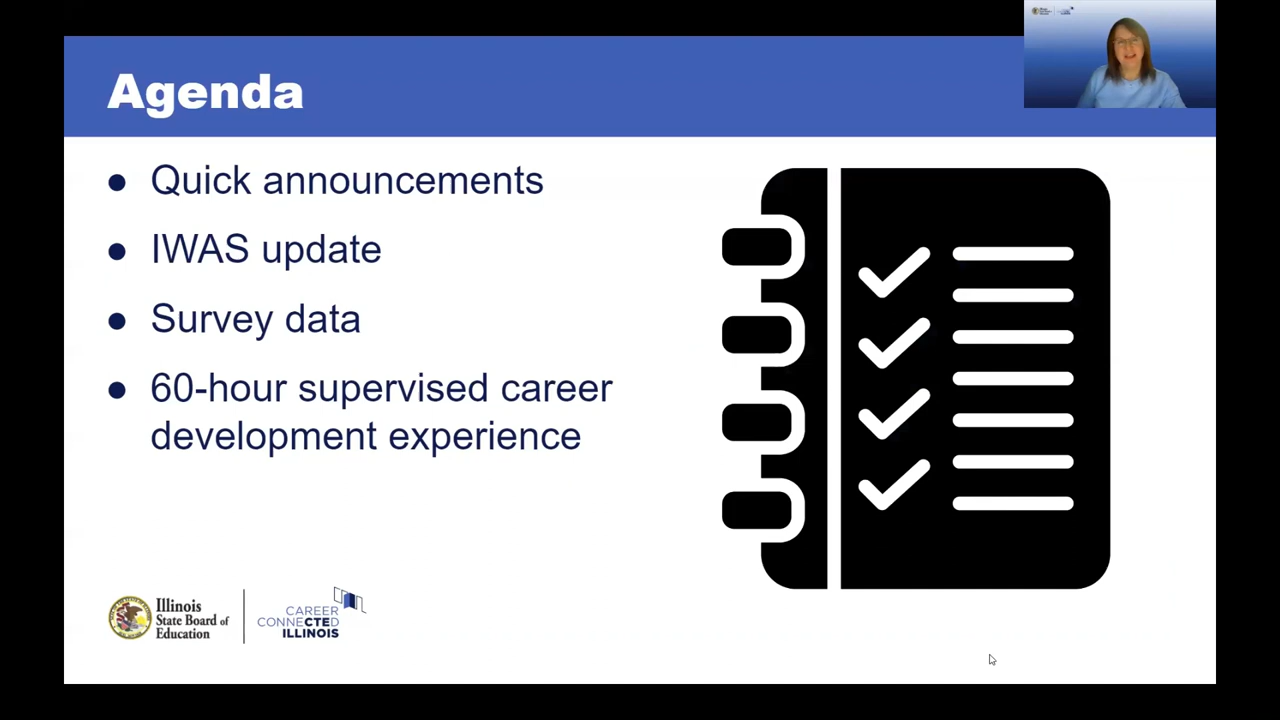 Agenda
● Quick announcements
● IWAS update
● Survey data
● 60-hour supervised career
development experience
Illinois
State Board of
Education
CAREER
CONNECTED
ILLINOIS